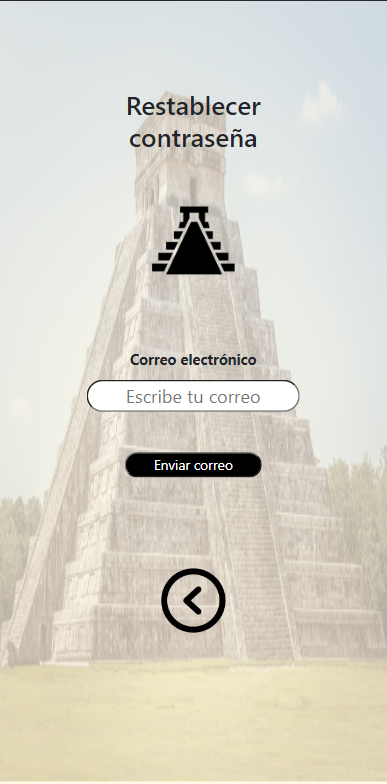 Restablecer
contraseña
Correo electrónico
Escribe tu correo
Enviar correo